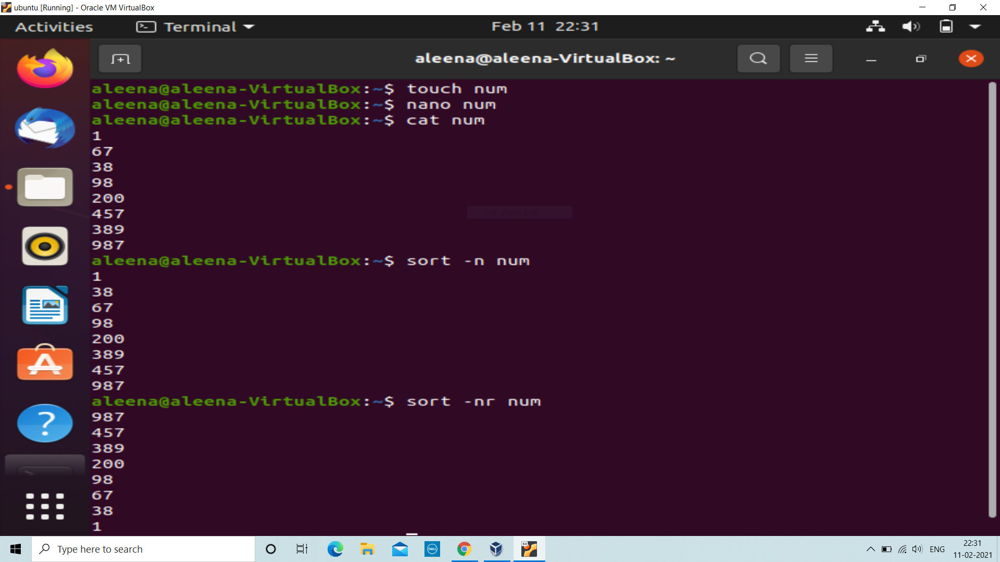 ubuntu [Running] - Oracle VM VirtualBox
Activities Terminal Feb 11 22:31
aleena@aleena-VirtualBox: ~
aleena@aleena-VirtualBox:~$ touch num
aleena@aleena-VirtualBox:~$ nano num
aleena@aleena-VirtualBox:~$ cat num
1
67
38
98
200
457
389
987
aleena@aleena-VirtualBox:~$ sort -n num
1
38
67
98
200
389
457
987
aleena@aleena-VirtualBox:~$ sort -nr num
987
457
389
200
98
67
38
1
Full-screen Snip
Type here to search
DELL
64
ENG
22:31
11-02-2021